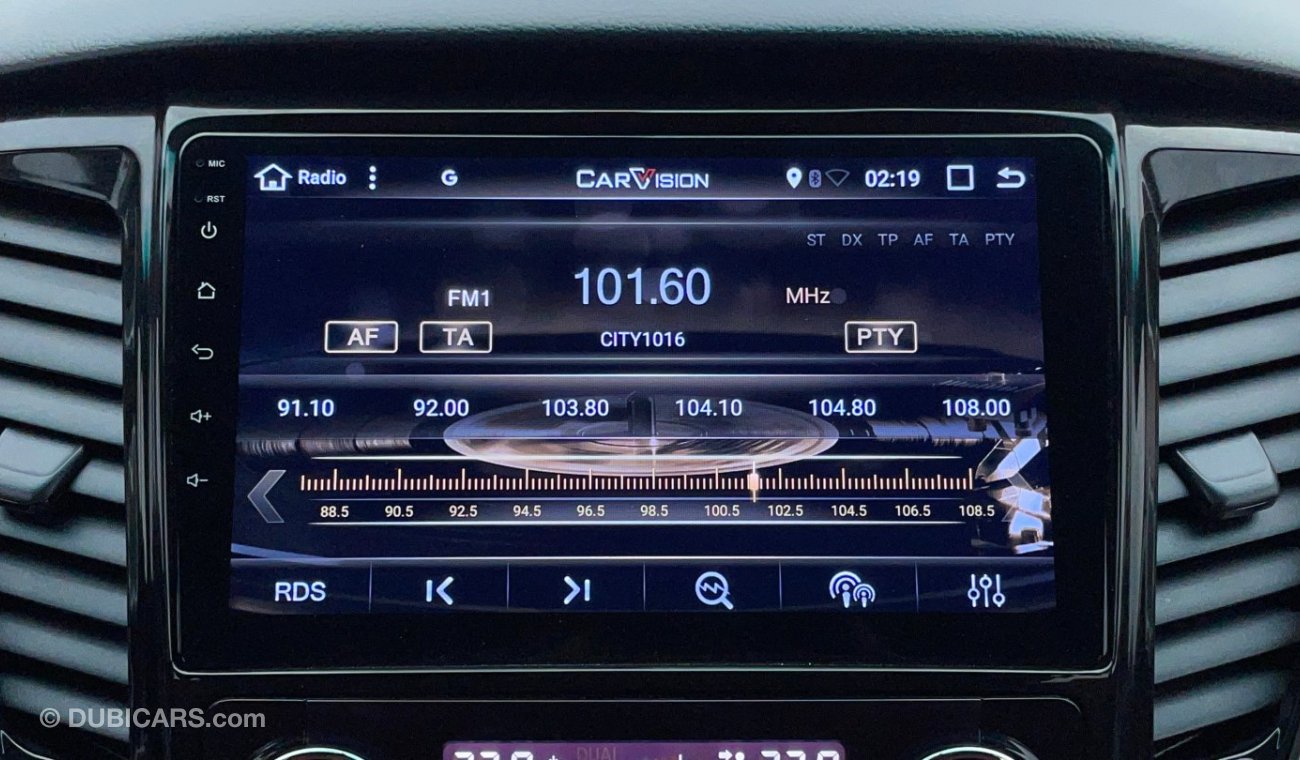 MIC
Radio G CARVISION 02:19
RST
ST DX TP AF TA PTY
FM1 101.60 MHz
AF TA CITY1016 PTY
91.10 92.00 103.80 104.10 104.80 108.00
88.5 90.5 92.5 94.5 96.5 98.5 100.5 102.5 104.5 106.5 108.5
RDS
© DUBICARS.com
DUAL